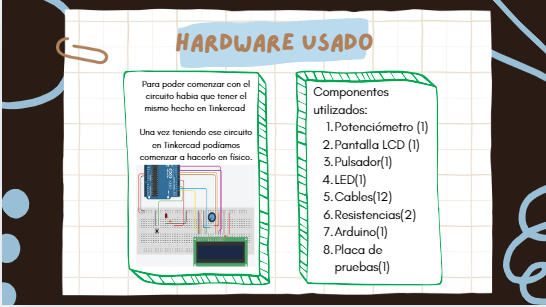 HARDWARE USADO
Para poder comenzar con el
circuito habia que tener el
mismo hecho en Tinkercad
Una vez teniendo ese circuito
en Tinkercad podíamos
comenzar a hacerlo en físico.
Componentes
utilizados:
1. Potenciómetro (1)
2. Pantalla LCD (1)
3. Pulsador(1)
4. LED(1)
5. Cables(12)
6. Resistencias(2)
7. Arduino(1)
8. Placa de
pruebas(1)